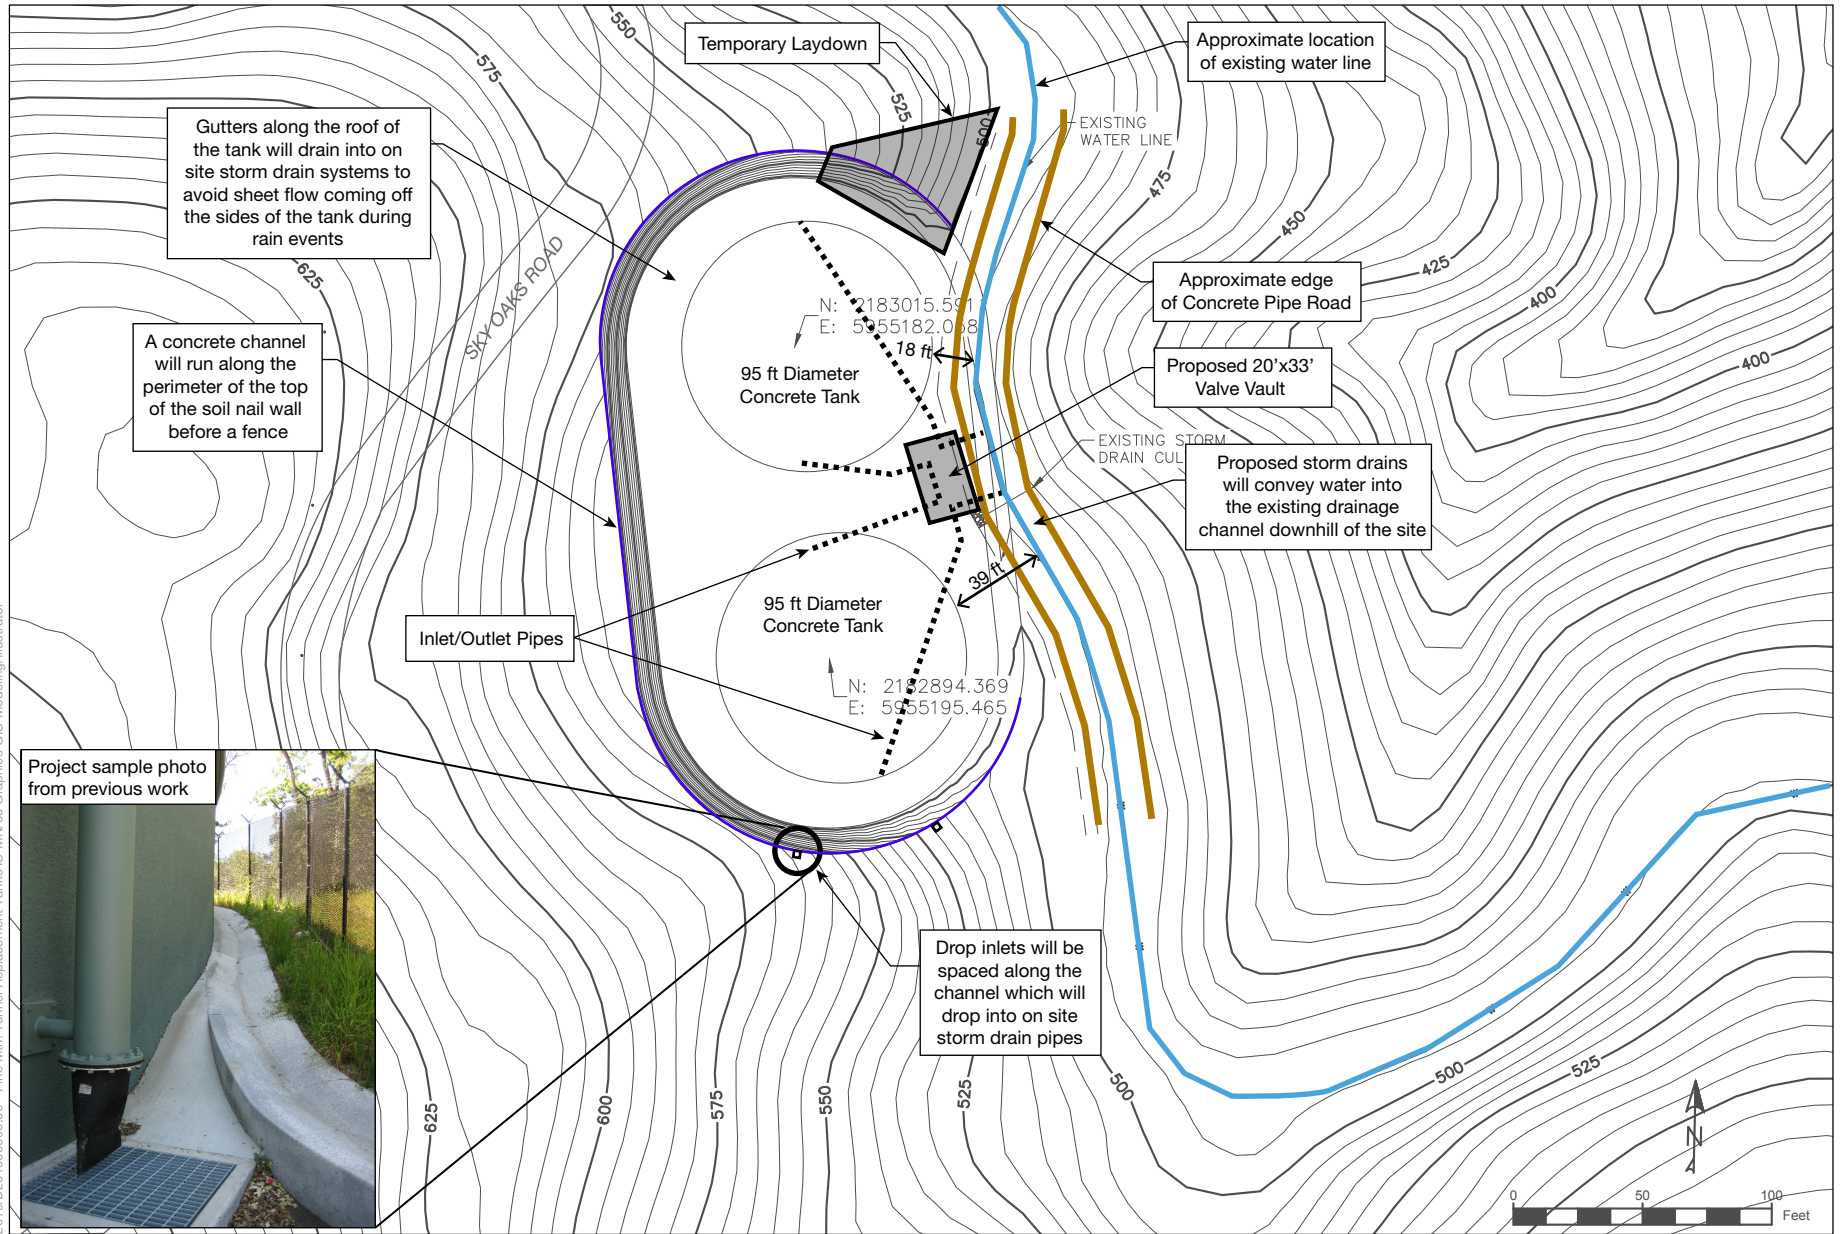 550
575
Temporary Laydown
525
500
Approximate location
of existing water line
EXISTING
WATER LINE
475
450
425
400
400
Gutters along the roof of
the tank will drain into on
site storm drain systems to
avoid sheet flow coming off
the sides of the tank during
rain events
625
SKY OAKS ROAD
A concrete channel
will run along the
perimeter of the top
of the soil nail wall
before a fence
N: 2183015.591
E: 5955182.068
18 ft
95 ft Diameter
Concrete Tank
Approximate edge
of Concrete Pipe Road
Proposed 20'x33'
Valve Vault
EXISTING STORM
DRAIN CUL
Proposed storm drains
will convey water into
the existing drainage
channel downhill of the site
39 ft
95 ft Diameter
Concrete Tank
Inlet/Outlet Pipes
N: 2182894.369
E: 5955195.465
Project sample photo
from previous work
Drop inlets will be
spaced along the
channel which will
drop into on site
storm drain pipes
625
600
575
550
525
500
500
525
N
0 50 100
Feet